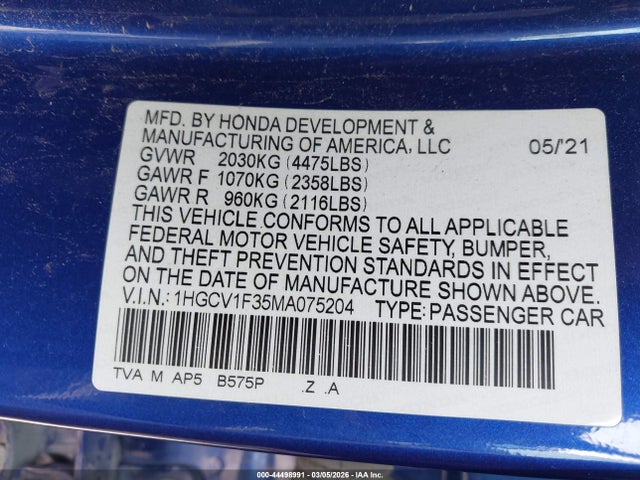 MFD. BY HONDA DEVELOPMENT &
MANUFACTURING OF AMERICA, LLC 05/'21
GVWR 2030KG (4475LBS)
GAWR F 1070KG (2358LBS)
GAWR R 960KG (2116LBS)
THIS VEHICLE CONFORMS TO ALL APPLICABLE
FEDERAL MOTOR VEHICLE SAFETY, BUMPER,
AND THEFT PREVENTION STANDARDS IN EFFECT
ON THE DATE OF MANUFACTURE SHOWN ABOVE.
V.I.N.: 1HGCV1F35MA075204 TYPE: PASSENGER CAR
TVA M AP5 B575P .Z .A
000-44498991 - 03/05/2026 - IAA Inc.